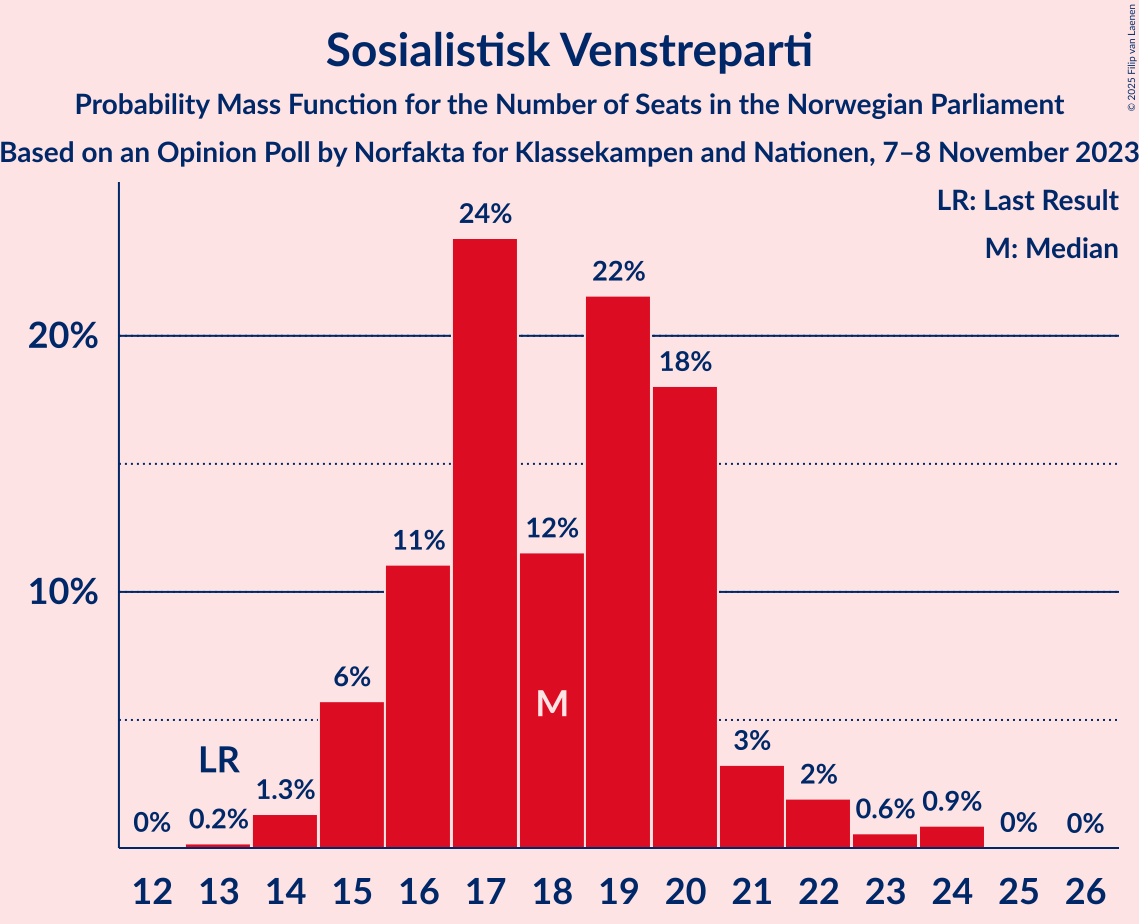 Sosialistisk Venstreparti
Probability Mass Function for the Number of Seats in the Norwegian Parliament
Based on an Opinion Poll by Norfakta for Klassekampen and Nationen, 7–8 November 2023
© 2025 Filip van Laenen
LR: Last Result
M: Median
24%
22%
20%
18%
12%
11%
10%
6%
M
LR
3%
2%
1.3%
0.9%
0.6%
0.2%
0%
0%
0%
12 13 14 15 16 17 18 19 20 21 22 23 24 25 26